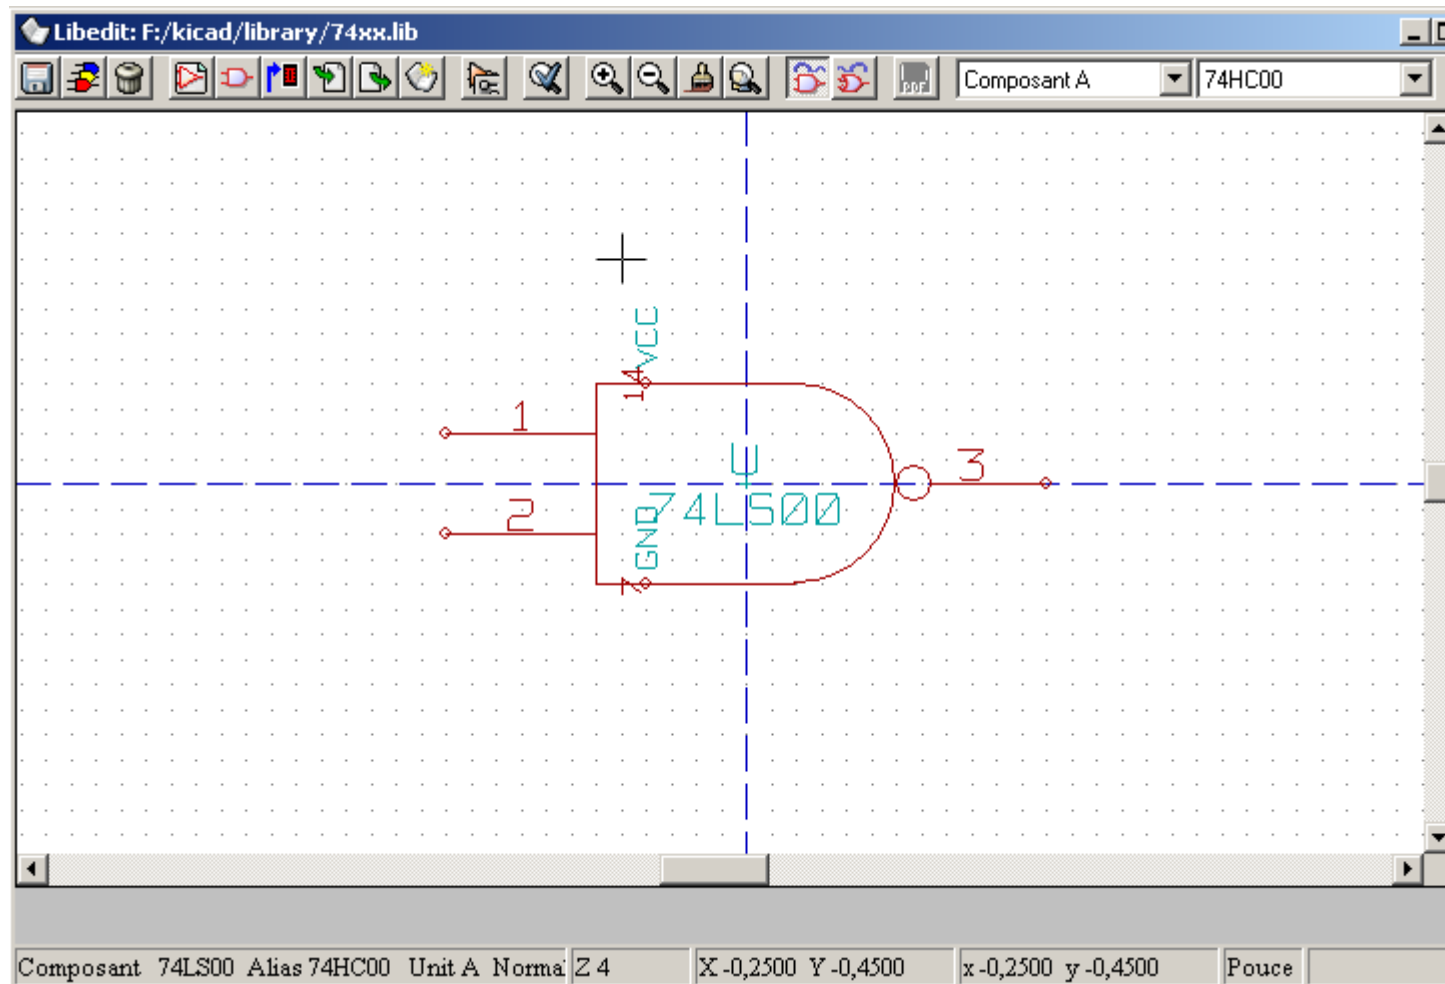 Libedit: F:/kicad/library/74xx.lib
Composant A 74HC00
VCC
14
1
U
3
74LS00
2
GND
7
Composant 74LS00 Alias 74HC00 Unit A Norma Z 4 X -0,2500 Y -0,4500 x -0,2500 y -0,4500 Pouce